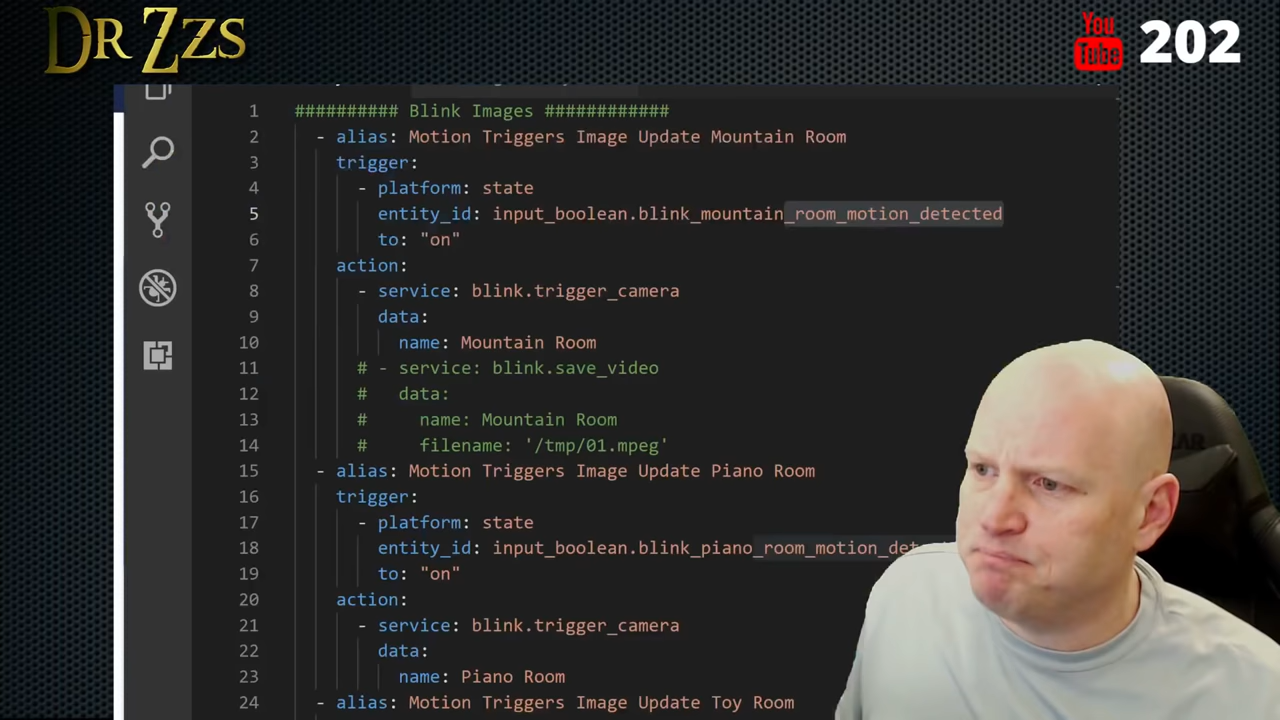 DR ZZS
You
Tube
202
1 ########## Blink Images ############
2 - alias: Motion Triggers Image Update Mountain Room
3 trigger:
4 - platform: state
5 entity_id: input_boolean.blink_mountain_room_motion_detected
6 to: "on"
7 action:
8 - service: blink.trigger_camera
9 data:
10 name: Mountain Room
11 # - service: blink.save_video
12 # data:
13 # name: Mountain Room
14 # filename: '/tmp/01.mpeg'
15 - alias: Motion Triggers Image Update Piano Room
16 trigger:
17 - platform: state
18 entity_id: input_boolean.blink_piano_room_motion_det
19 to: "on"
20 action:
21 - service: blink.trigger_camera
22 data:
23 name: Piano Room
24 - alias: Motion Triggers Image Update Toy Room